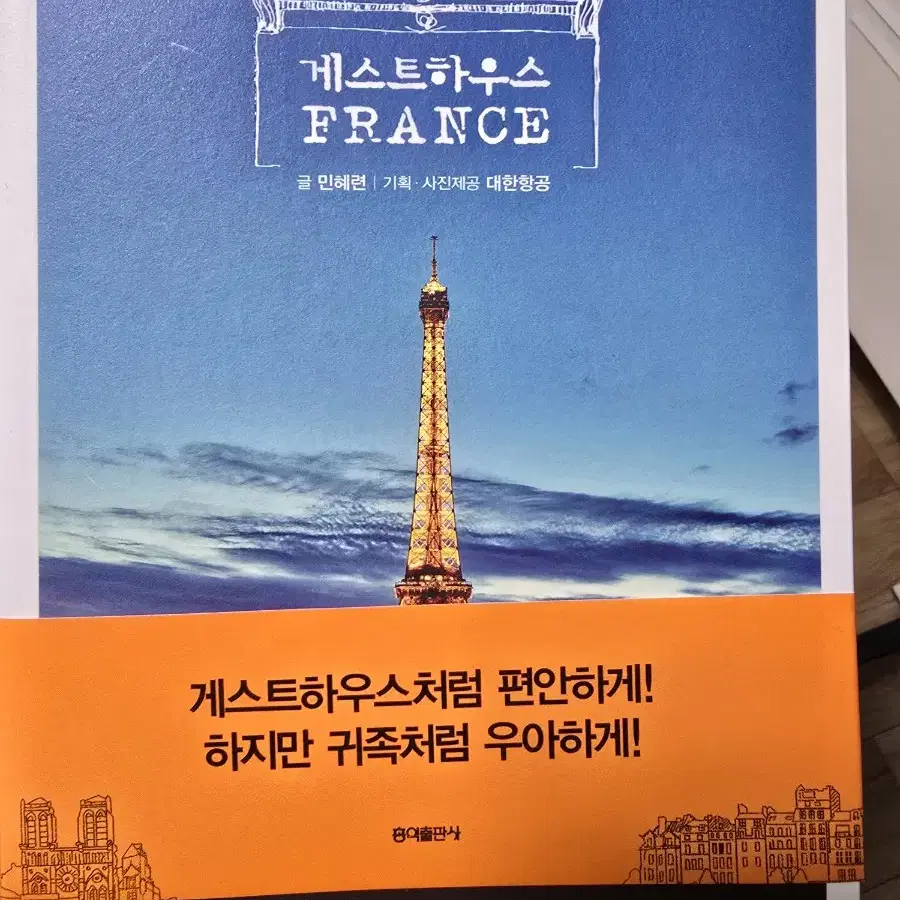 게스트하우스
FRANCE
글 민혜련 | 기획·사진제공 대한항공
게스트하우스처럼 편안하게!
하지만 귀족처럼 우아하게!
홍익출판사